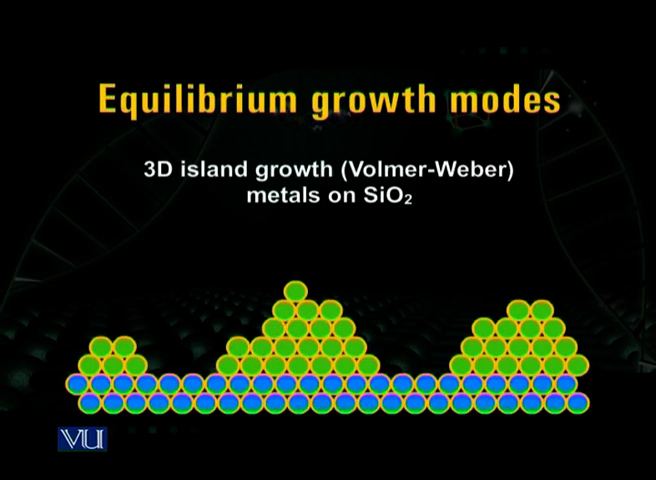 Equilibrium growth modes
3D island growth (Volmer-Weber)
metals on SiO₂
VU